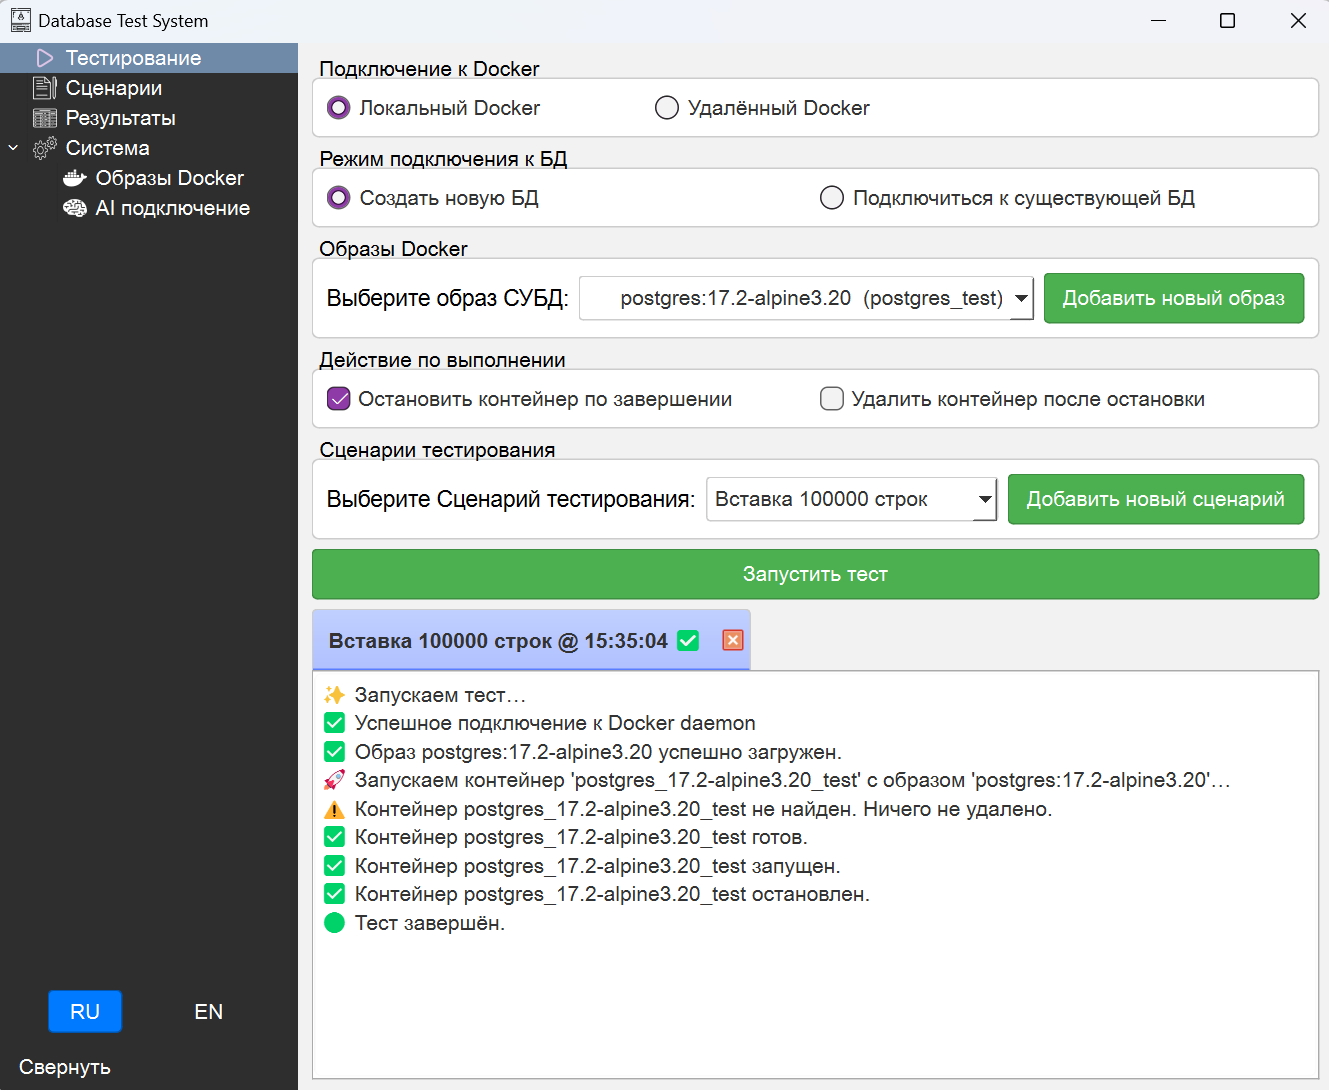 Database Test System
Тестирование
Сценарии
Результаты
Система
Образы Docker
AI подключение
RU
EN
Свернуть
Подключение к Docker
Локальный Docker
Удалённый Docker
Режим подключения к БД
Создать новую БД
Подключиться к существующей БД
Образы Docker
Выберите образ СУБД:
postgres:17.2-alpine3.20 (postgres_test)
Добавить новый образ
Действие по выполнении
Остановить контейнер по завершении
Удалить контейнер после остановки
Сценарии тестирования
Выберите Сценарий тестирования:
Вставка 100000 строк
Добавить новый сценарий
Запустить тест
Вставка 100000 строк @ 15:35:04
Запускаем тест...
Успешное подключение к Docker daemon
Образ postgres:17.2-alpine3.20 успешно загружен.
Запускаем контейнер 'postgres_17.2-alpine3.20_test' с образом 'postgres:17.2-alpine3.20'...
Контейнер postgres_17.2-alpine3.20_test не найден. Ничего не удалено.
Контейнер postgres_17.2-alpine3.20_test готов.
Контейнер postgres_17.2-alpine3.20_test запущен.
Контейнер postgres_17.2-alpine3.20_test остановлен.
Тест завершён.